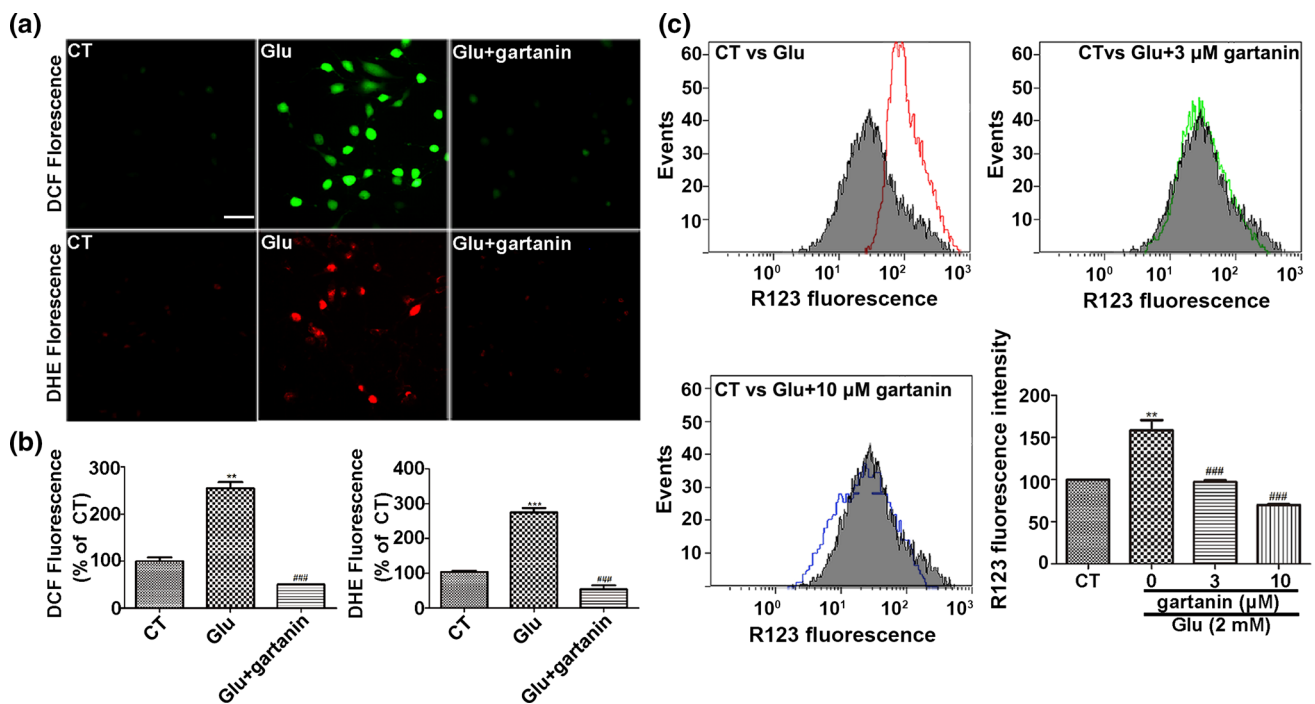 (a)
CT
Glu
Glu+gartanin
DCF Florescence
CT
Glu
Glu+gartanin
DHE Florescence
(b)
DCF Fluorescence
(% of CT)
300
200
100
0
**
###
CT
Glu
Glu+gartanin
DHE Fluorescence
(% of CT)
400
300
200
100
0
***
###
CT
Glu
Glu+gartanin
(c)
CT vs Glu
Events
60
50
40
30
20
10
10⁰
10¹
10²
10³
R123 fluorescence
CTvs Glu+3 µM gartanin
Events
60
50
40
30
20
10
10⁰
10¹
10²
10³
R123 fluorescence
CT vs Glu+10 µM gartanin
Events
60
50
40
30
20
10
10⁰
10¹
10²
10³
R123 fluorescence
R123 fluorescence intensity
200
150
100
50
0
**
###
###
CT
0
3
10
gartanin (µM)
Glu (2 mM)